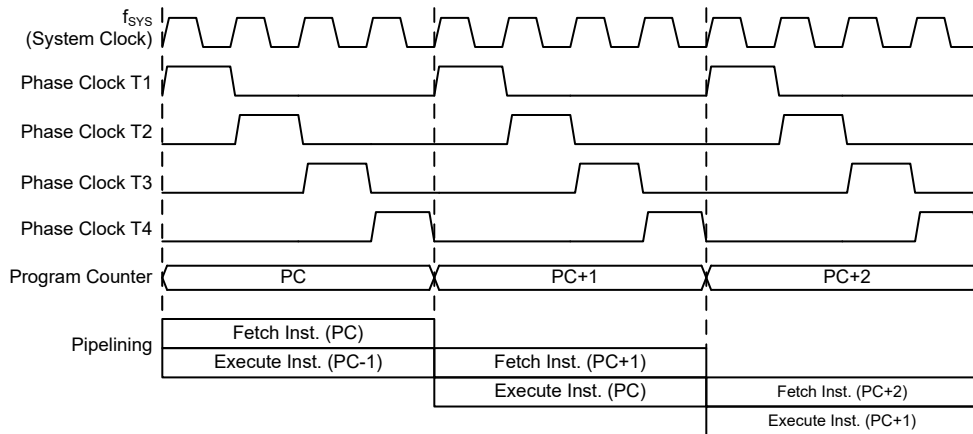 fSYS
(System Clock)
Phase Clock T1
Phase Clock T2
Phase Clock T3
Phase Clock T4
Program Counter PC PC+1 PC+2
Pipelining
Fetch Inst. (PC)
Execute Inst. (PC-1) Fetch Inst. (PC+1)
Execute Inst. (PC) Fetch Inst. (PC+2)
Execute Inst. (PC+1)